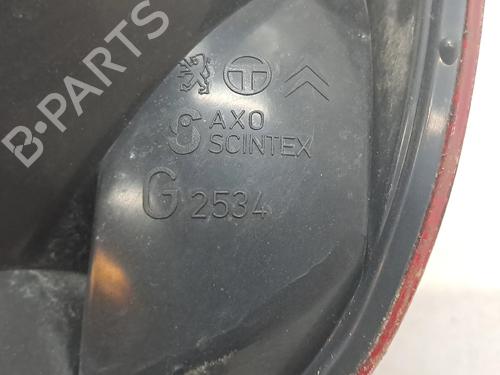 AXO
SCINTEX
G 2534
B-PARTS